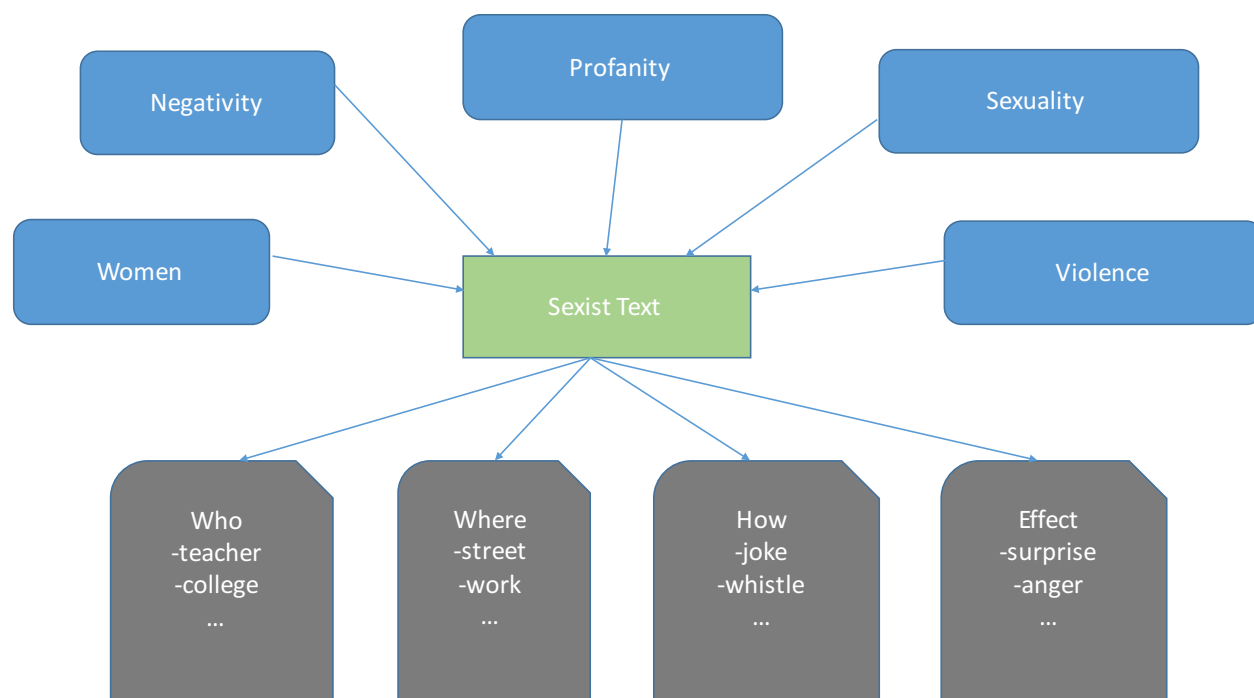 Profanity
Negativity
Sexuality
Women
Sexist Text
Violence
Who
-teacher
-college
...
Where
-street
-work
...
How
-joke
-whistle
...
Effect
-surprise
-anger
...